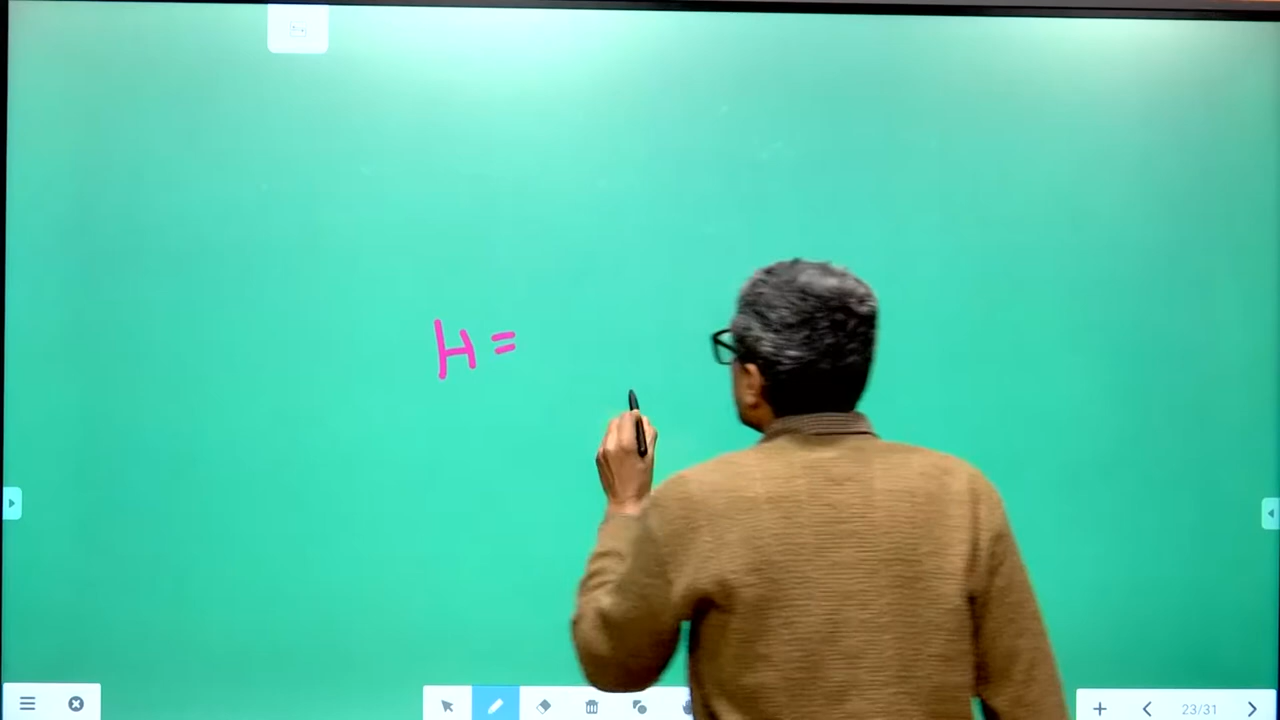 H =
23/31